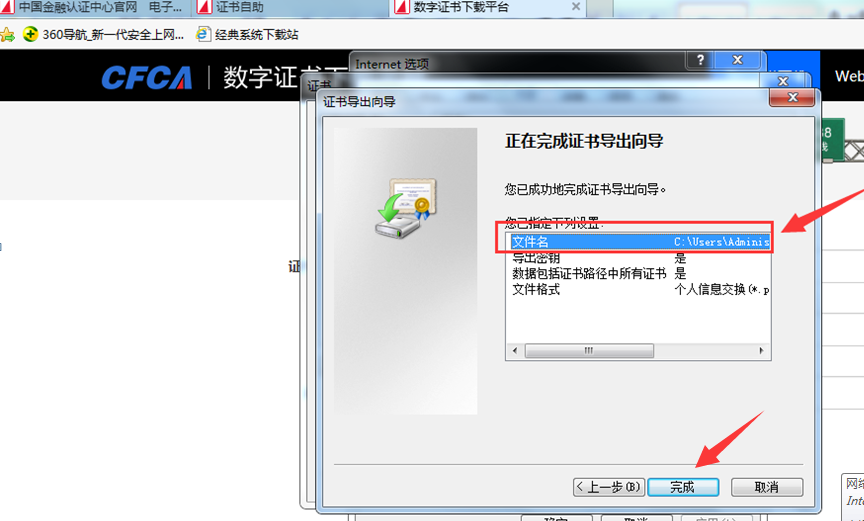 中国金融认证中心官网 电子...
证书自助
数字证书下载平台
360导航_新一代安全上网...
经典系统下载站
CFCA
数字证书下
Web
Internet 选项
证书
证书导出向导
正在完成证书导出向导
您已成功地完成证书导出向导。
您已指定下列设置:
文件名 C:\Users\Adminis
导出密钥 是
数据包括证书路径中所有证书 是
文件格式 个人信息交换(*.p
证
< 上一步(B)
完成
取消
网络
Inte